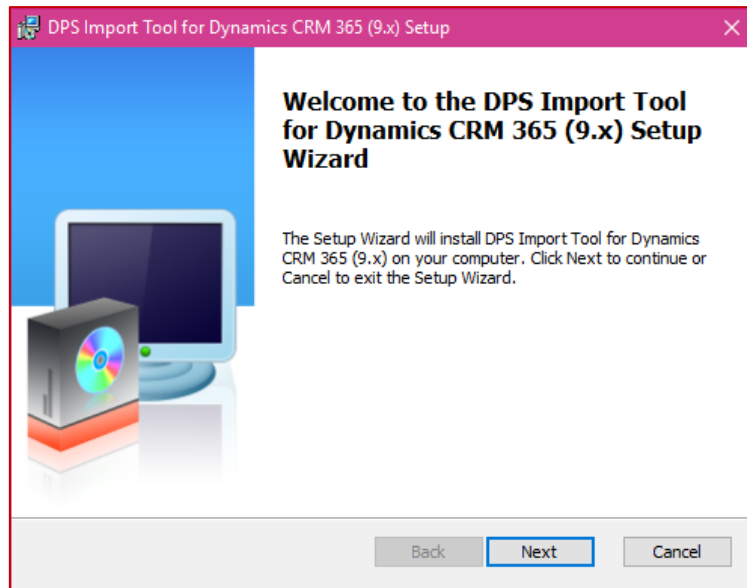 DPS Import Tool for Dynamics CRM 365 (9.x) Setup
Welcome to the DPS Import Tool
for Dynamics CRM 365 (9.x) Setup
Wizard
The Setup Wizard will install DPS Import Tool for Dynamics
CRM 365 (9.x) on your computer. Click Next to continue or
Cancel to exit the Setup Wizard.
Back Next Cancel